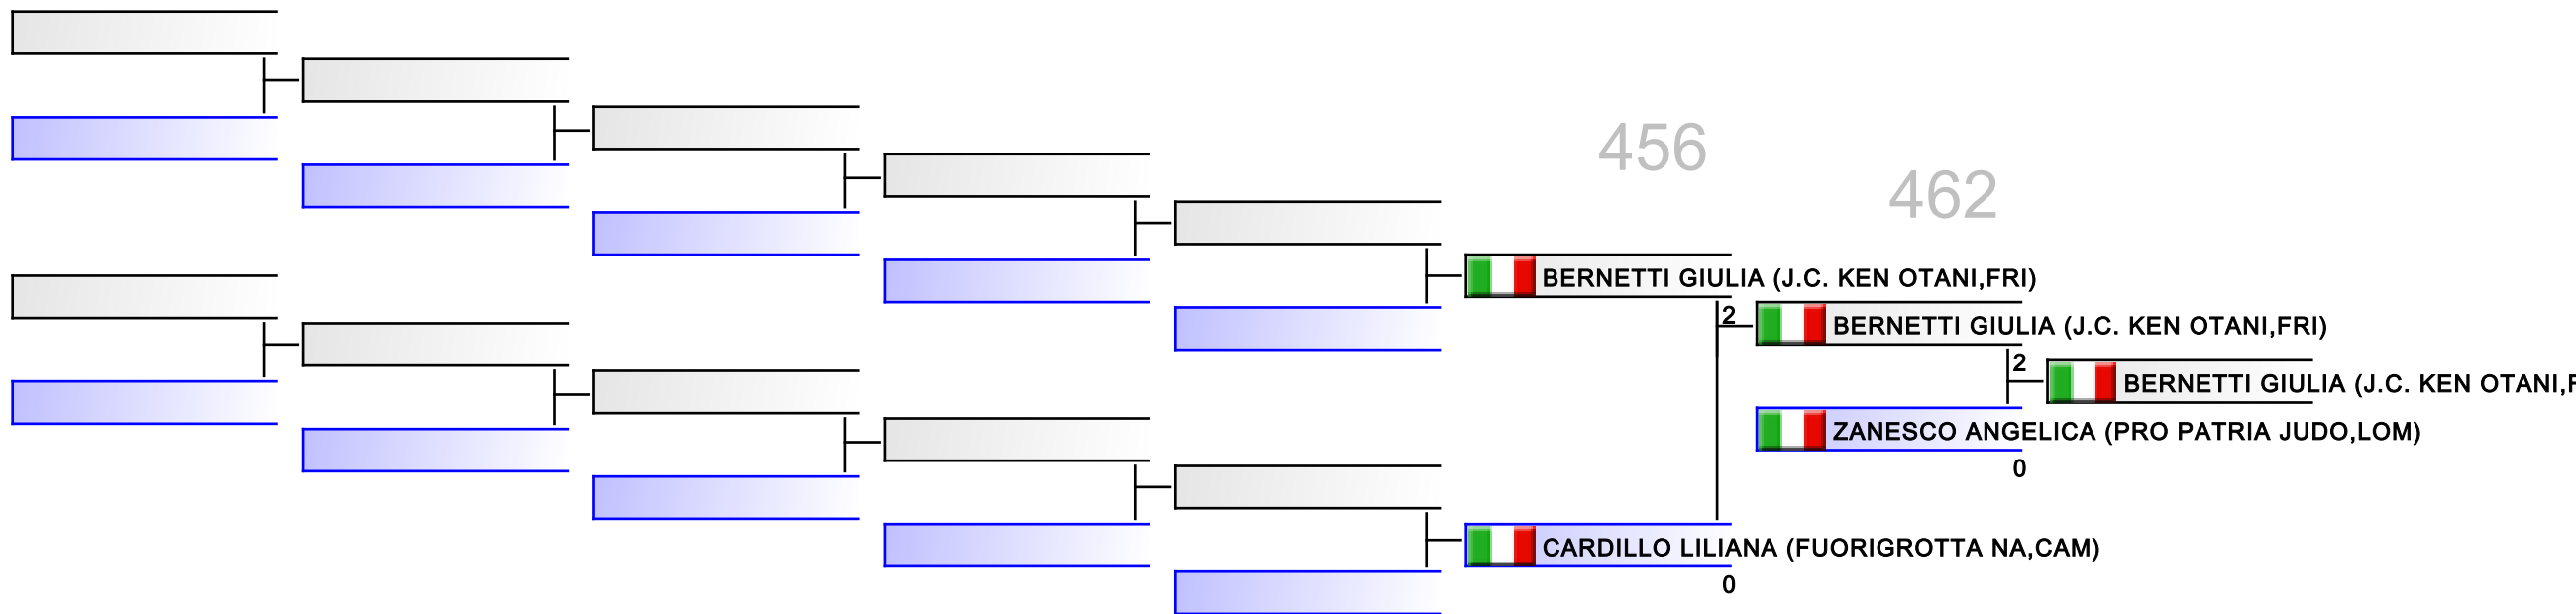 456
462
BERNETTI GIULIA (J.C. KEN OTANI,FRI)
2
BERNETTI GIULIA (J.C. KEN OTANI,FRI)
2
BERNETTI GIULIA (J.C. KEN OTANI,F
ZANESCO ANGELICA (PRO PATRIA JUDO,LOM)
0
CARDILLO LILIANA (FUORIGROTTA NA,CAM)
0